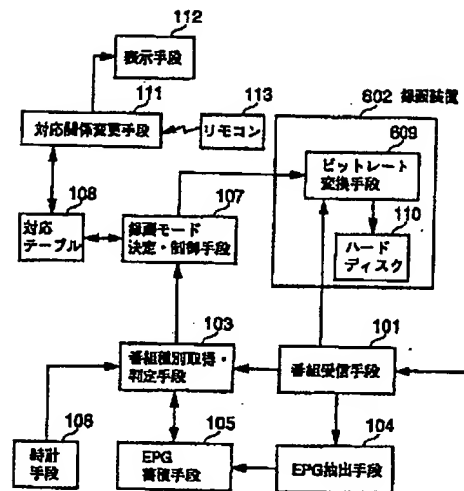 112
表示手段
111
対応関係変更手段
113
リモコン
602 録画装置
609
ビットレート
変換手段
110
ハード
ディスク
108
対応
テーブル
107
録画モード
決定・制御手段
103
番組種別取得・
判定手段
101
番組受信手段
106
時計
手段
105
EPG
蓄積手段
104
EPG抽出手段